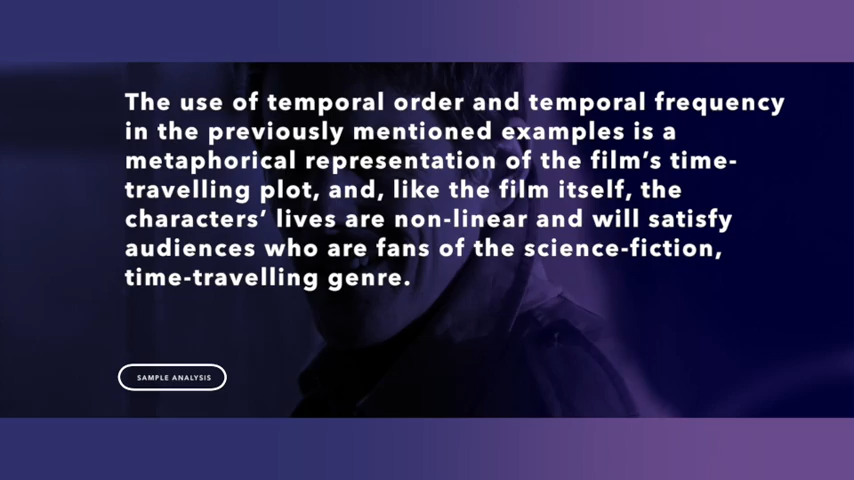 The use of temporal order and temporal frequency
in the previously mentioned examples is a
metaphorical representation of the film's time-
travelling plot, and, like the film itself, the
characters' lives are non-linear and will satisfy
audiences who are fans of the science-fiction,
time-travelling genre.
SAMPLE ANALYSIS